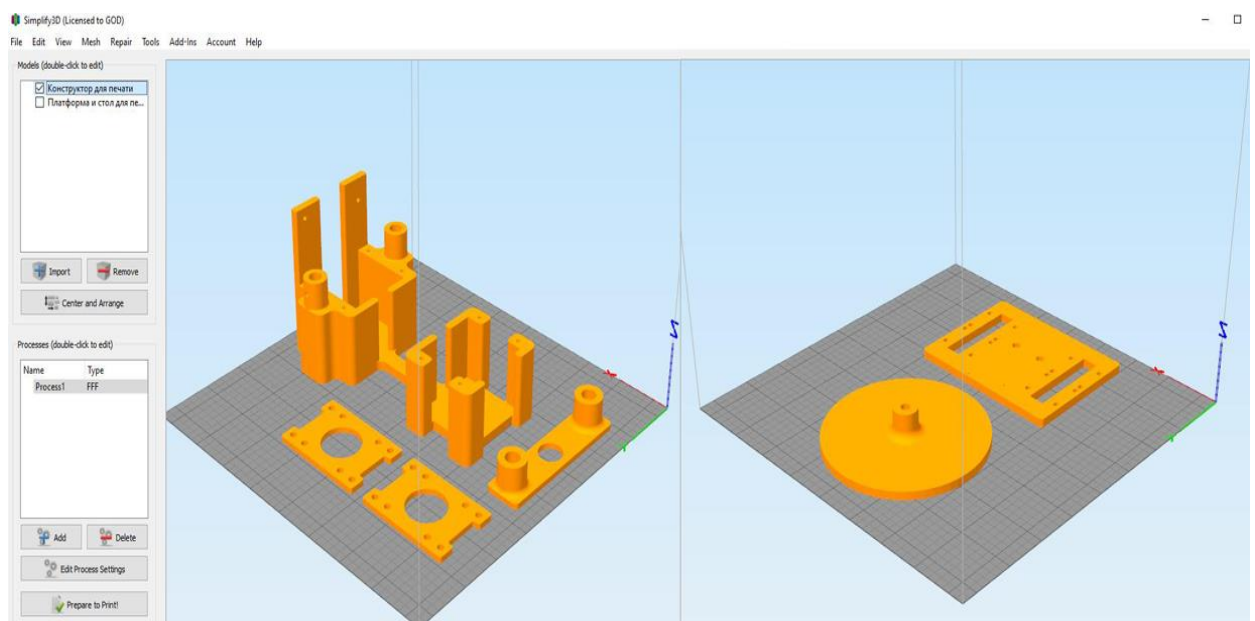 Simplify3D (Licensed to GOD)
File Edit View Mesh Repair Tools Add-Ins Account Help
Models (double-click to edit)
Конструктор для печати
Платформа и стол для пе...
Import Remove
Center and Arrange
Processes (double-click to edit)
Name Type
Process1 FFF
Add Delete
Edit Process Settings
Prepare to Print!